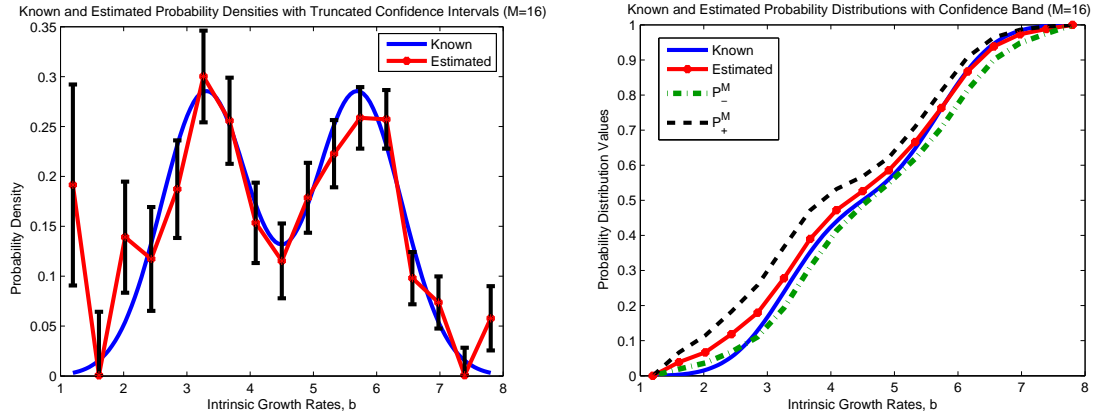 Known and Estimated Probability Densities with Truncated Confidence Intervals (M=16)
0.35
0.3
0.25
0.2
0.15
0.1
0.05
0
Probability Density
Known
Estimated
1 2 3 4 5 6 7 8
Intrinsic Growth Rates, b
Known and Estimated Probability Distributions with Confidence Band (M=16)
1
0.9
0.8
0.7
0.6
0.5
0.4
0.3
0.2
0.1
0
Probability Distribution Values
Known
Estimated
P_-^M
P_+^M
1 2 3 4 5 6 7 8
Intrinsic Growth Rates, b